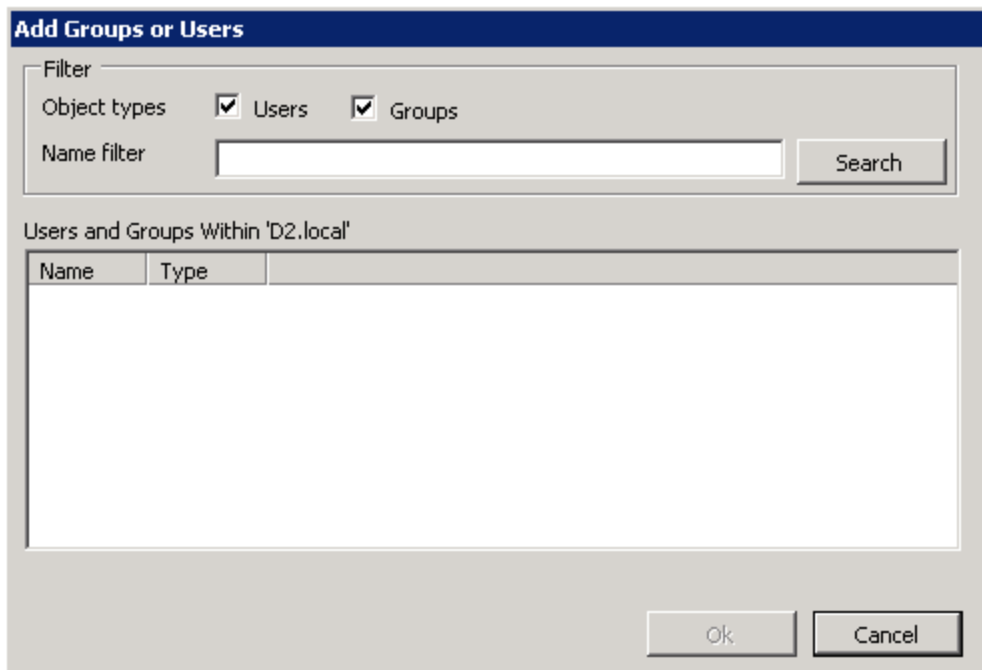 Add Groups or Users
Filter
Object types Users Groups
Name filter Search
Users and Groups Within 'D2.local'
Name Type
Ok Cancel